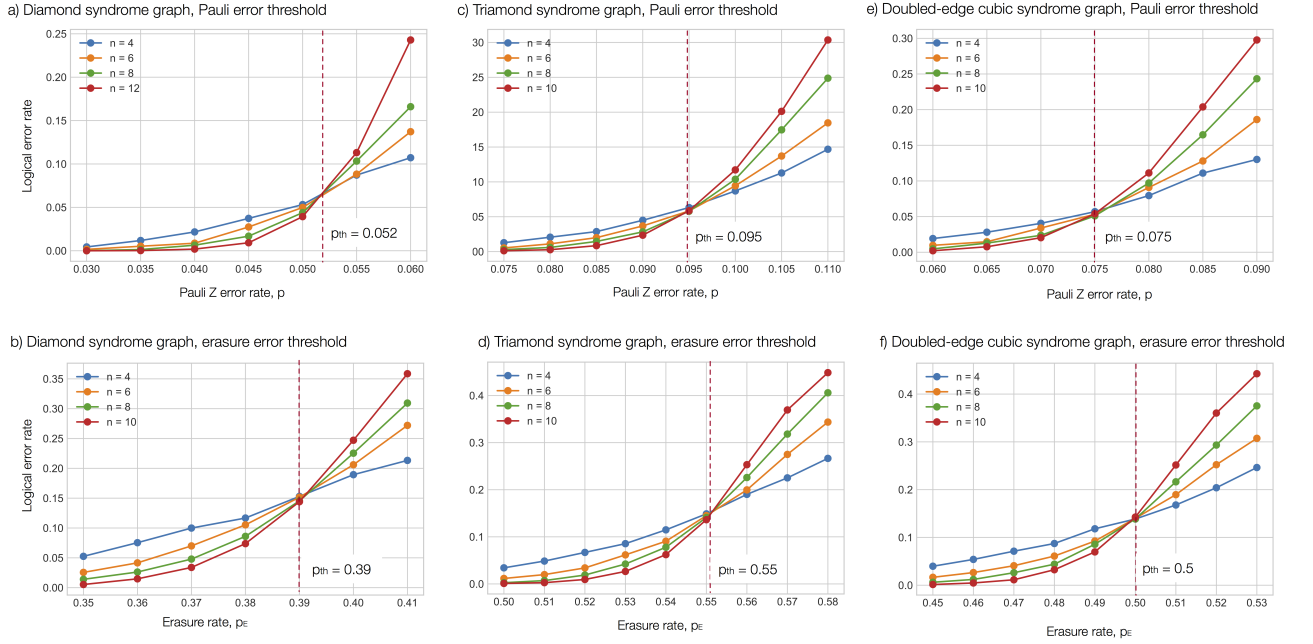 a) Diamond syndrome graph, Pauli error threshold
0.25
0.20
0.15
0.10
0.05
0.00
Logical error rate
n = 4
n = 6
n = 8
n = 12
pth = 0.052
0.030 0.035 0.040 0.045 0.050 0.055 0.060
Pauli Z error rate, p
c) Triamond syndrome graph, Pauli error threshold
30
25
20
15
10
05
00
n = 4
n = 6
n = 8
n = 10
pth = 0.095
0.075 0.080 0.085 0.090 0.095 0.100 0.105 0.110
Pauli Z error rate, p
e) Doubled-edge cubic syndrome graph, Pauli error threshold
0.30
0.25
0.20
0.15
0.10
0.05
0.00
n = 4
n = 6
n = 8
n = 10
pth = 0.075
0.060 0.065 0.070 0.075 0.080 0.085 0.090
Pauli Z error rate, p
b) Diamond syndrome graph, erasure error threshold
0.35
0.30
0.25
0.20
0.15
0.10
0.05
0.00
Logical error rate
n = 4
n = 6
n = 8
n = 10
pth = 0.39
0.35 0.36 0.37 0.38 0.39 0.40 0.41
Erasure rate, pE
d) Triamond syndrome graph, erasure error threshold
0.4
0.3
0.2
0.1
0.0
n = 4
n = 6
n = 8
n = 10
pth = 0.55
0.50 0.51 0.52 0.53 0.54 0.55 0.56 0.57 0.58
Erasure rate, pE
f) Doubled-edge cubic syndrome graph, erasure error threshold
0.4
0.3
0.2
0.1
0.0
n = 4
n = 6
n = 8
n = 10
pth = 0.5
0.45 0.46 0.47 0.48 0.49 0.50 0.51 0.52 0.53
Erasure rate, pE